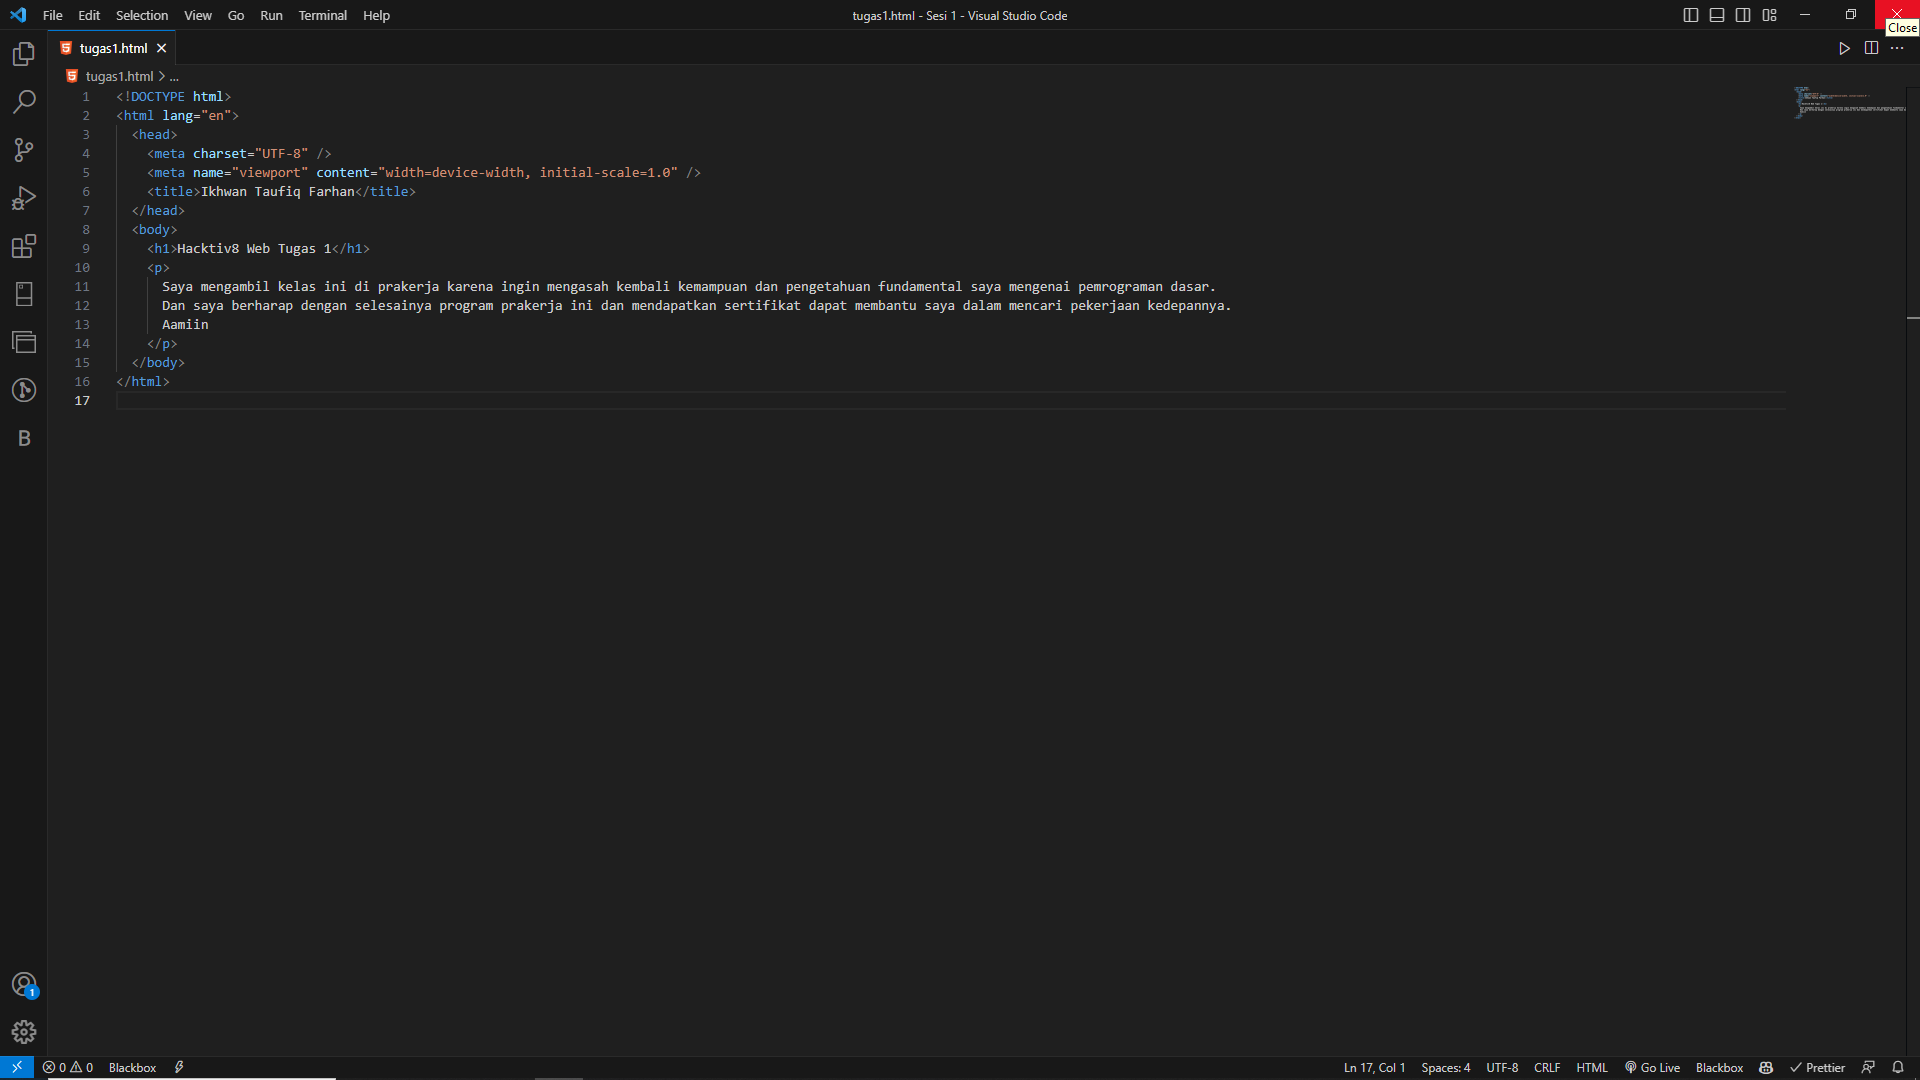 File Edit Selection View Go Run Terminal Help
tugas1.html - Sesi 1 - Visual Studio Code
Close
tugas1.html
tugas1.html > ...
1 <!DOCTYPE html>
2 <html lang="en">
3 <head>
4 <meta charset="UTF-8" />
5 <meta name="viewport" content="width=device-width, initial-scale=1.0" />
6 <title>Ikhwan Taufiq Farhan</title>
7 </head>
8 <body>
9 <h1>Hacktiv8 Web Tugas 1</h1>
10 <p>
11 Saya mengambil kelas ini di prakerja karena ingin mengasah kembali kemampuan dan pengetahuan fundamental saya mengenai pemrograman dasar.
12 Dan saya berharap dengan selesainya program prakerja ini dan mendapatkan sertifikat dapat membantu saya dalam mencari pekerjaan kedepannya.
13 Aamiin
14 </p>
15 </body>
16 </html>
17
B
1
0 0 Blackbox
Ln 17, Col 1 Spaces: 4 UTF-8 CRLF HTML Go Live Blackbox Prettier